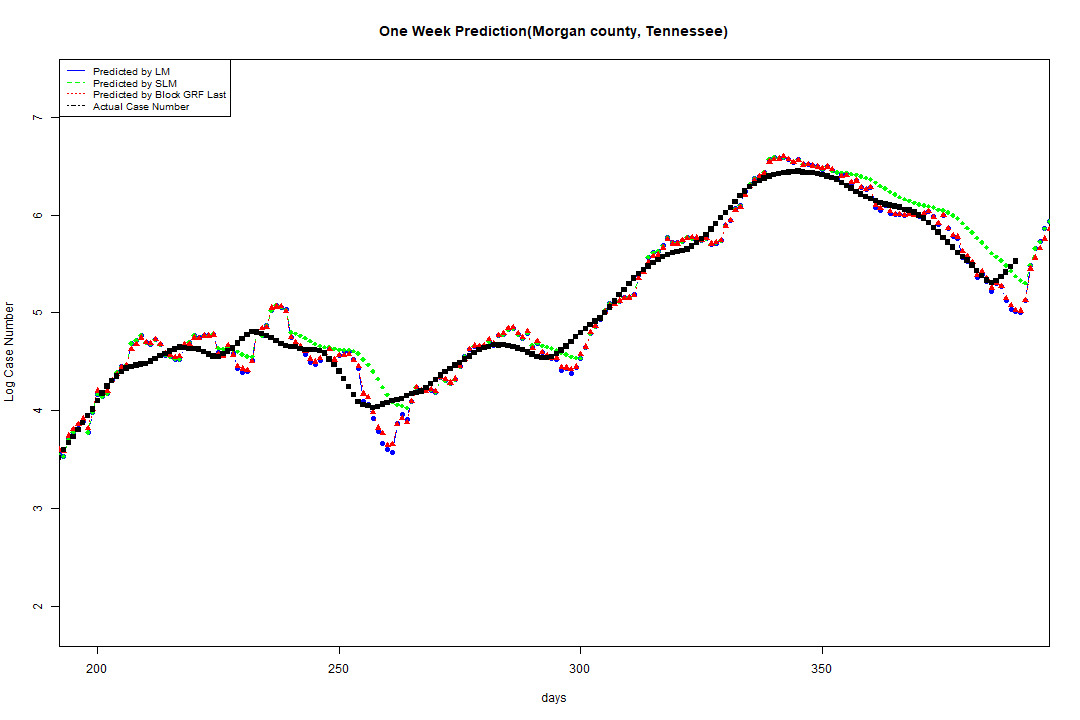 One Week Prediction(Morgan county, Tennessee)
Predicted by LM
Predicted by SLM
Predicted by Block GRF Last
Actual Case Number
7
6
5
4
3
2
Log Case Number
200 250 300 350
days